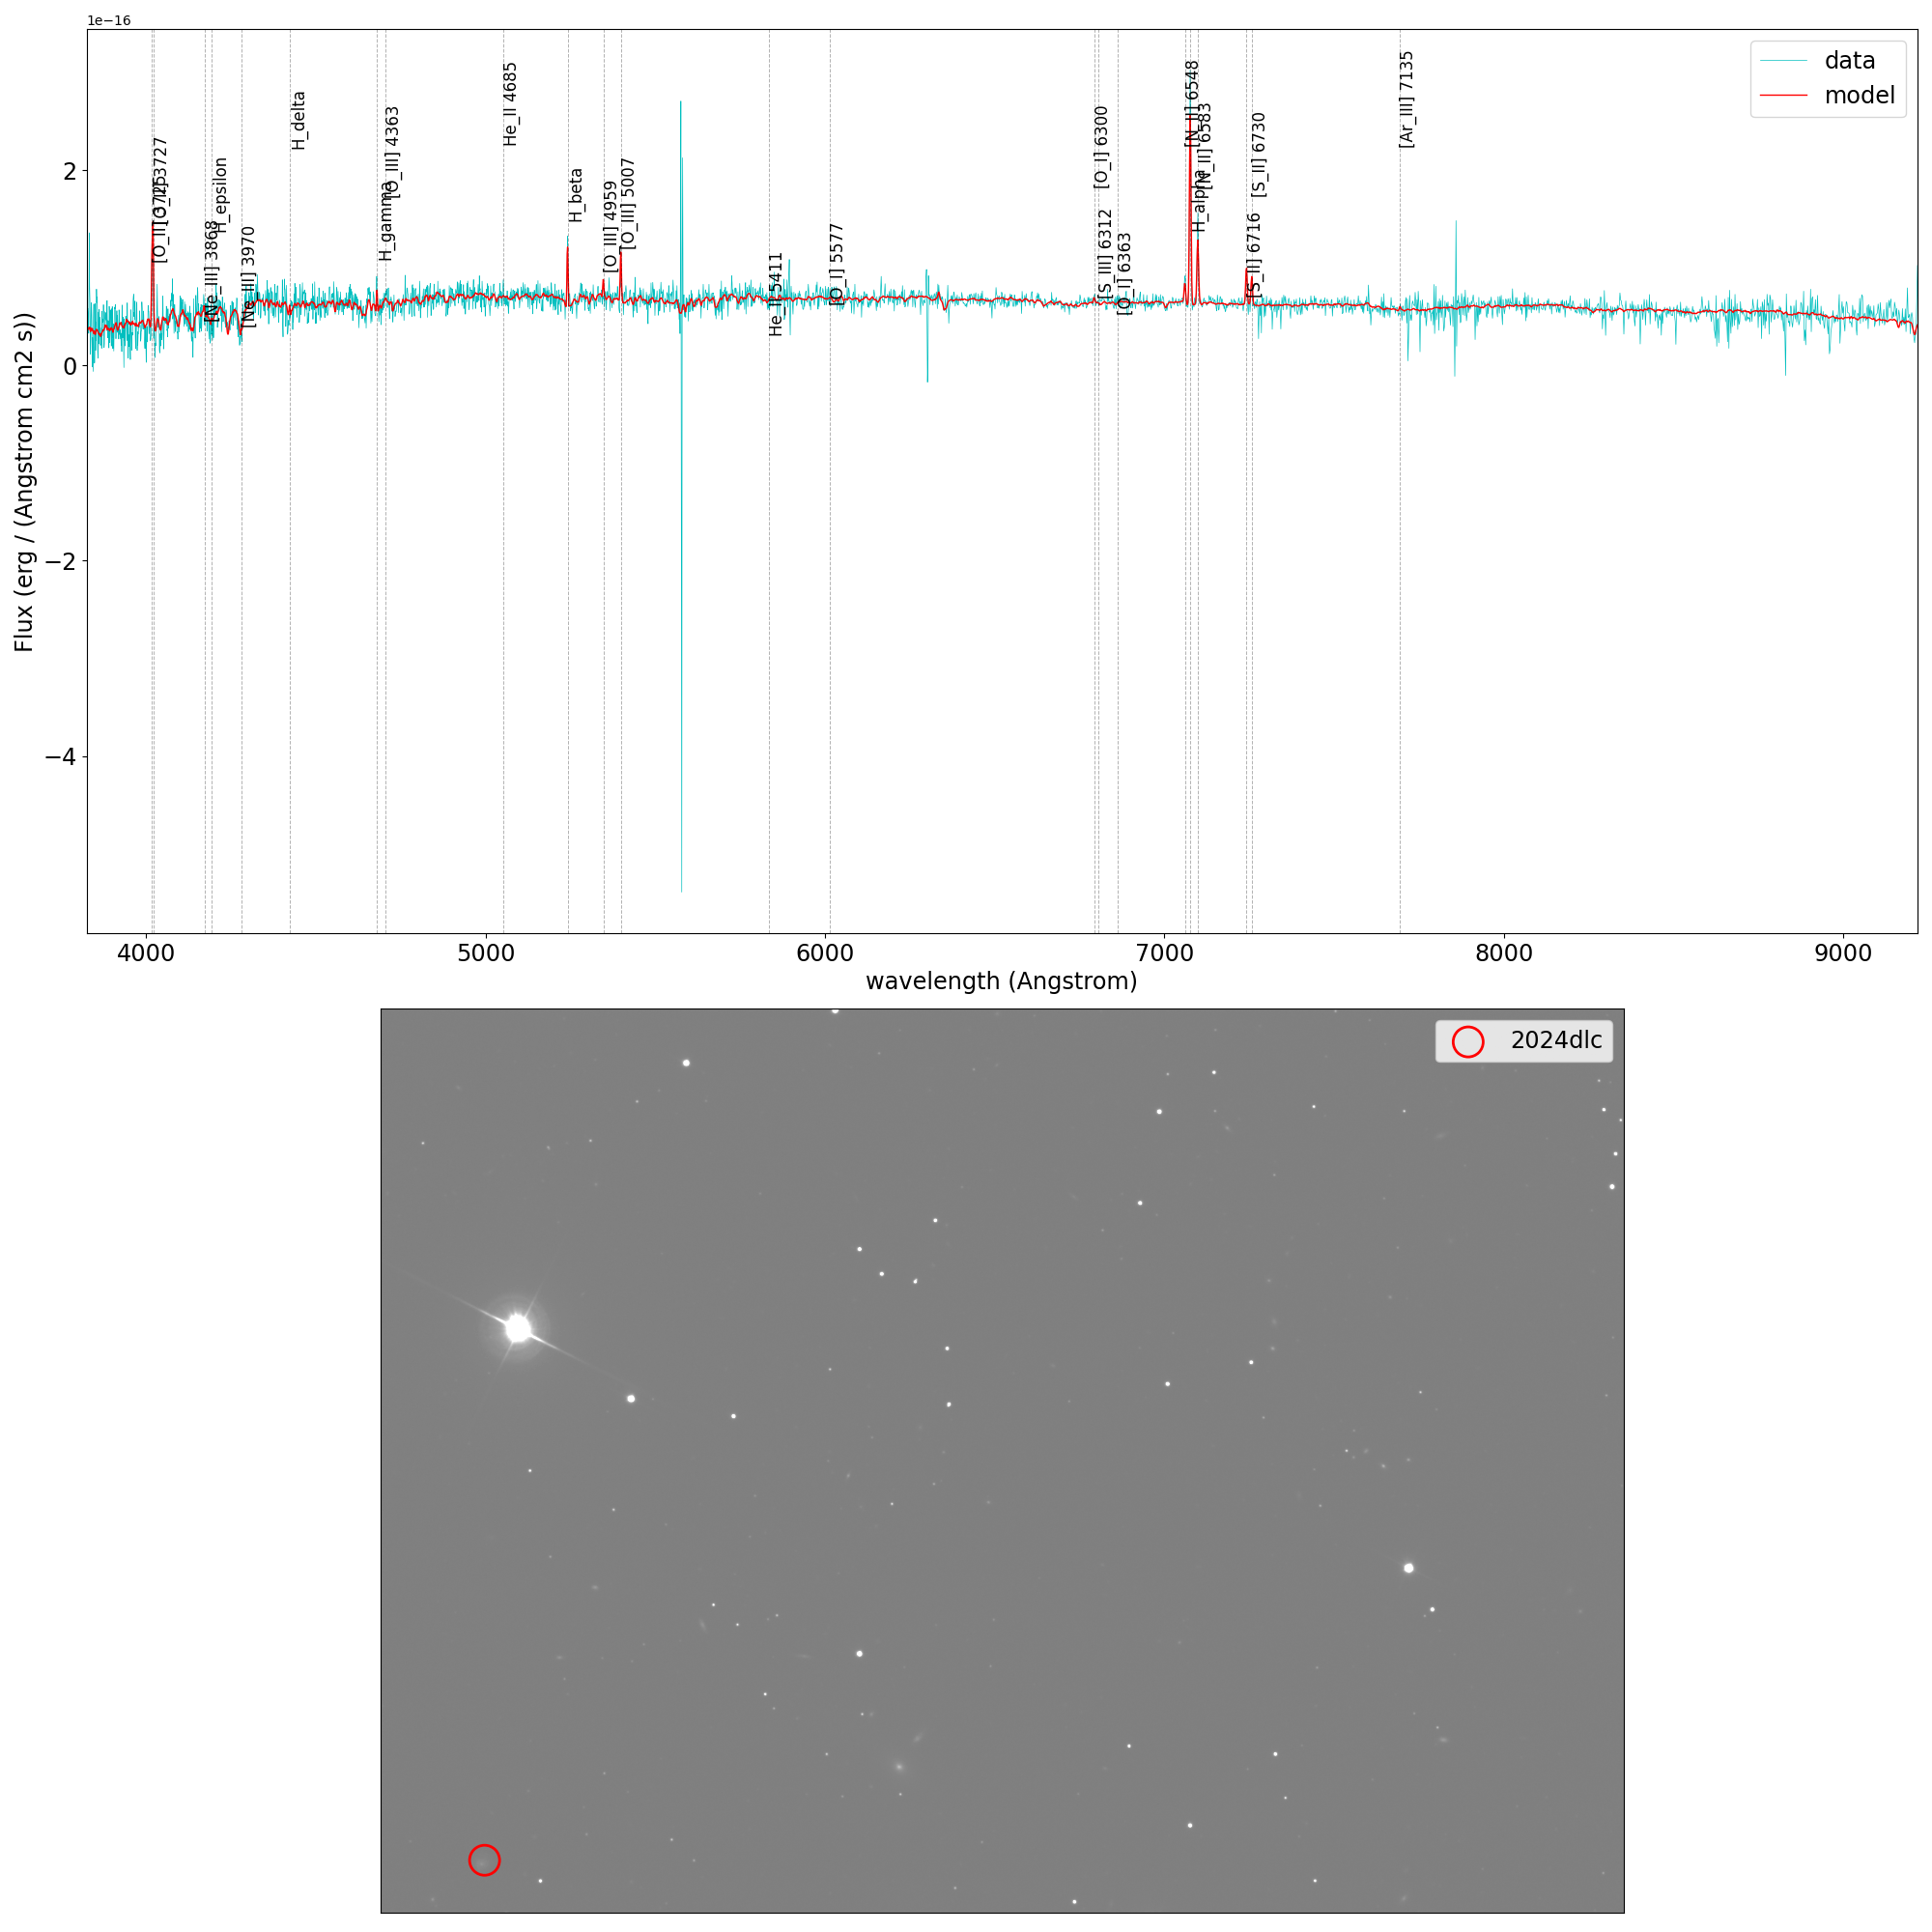 1e−16
data
model
[O_II] 3725
[O_II] 3727
[Ne_III] 3868
H_epsilon
[Ne_III] 3970
H_delta
H_gamma
[O_III] 4363
He_II 4685
H_beta
[O_III] 4959
[O_III] 5007
He_II 5411
[O_I] 5577
[O_I] 6300
[S_III] 6312
[O_I] 6363
[N_II] 6548
H_alpha
[N_II] 6583
[S_II] 6716
[S_II] 6730
[Ar_III] 7135
2
0
−2
−4
Flux (erg / (Angstrom cm2 s))
4000 5000 6000 7000 8000 9000
wavelength (Angstrom)
2024dlc